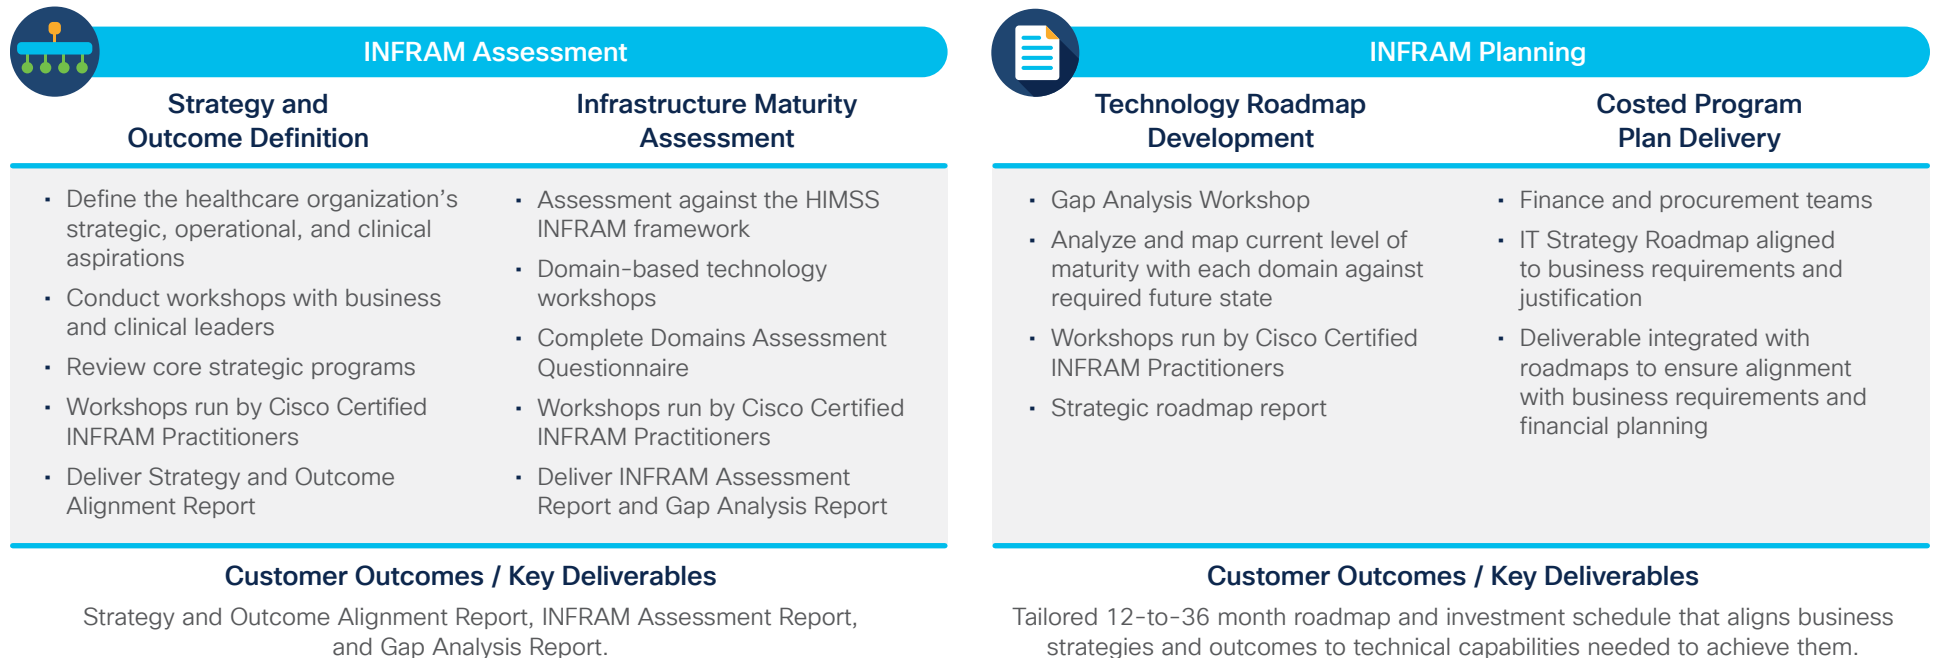 INFRAM Assessment
Strategy and
Outcome Definition
• Define the healthcare organization's
strategic, operational, and clinical
aspirations
• Conduct workshops with business
and clinical leaders
• Review core strategic programs
• Workshops run by Cisco Certified
INFRAM Practitioners
• Deliver Strategy and Outcome
Alignment Report
Infrastructure Maturity
Assessment
• Assessment against the HIMSS
INFRAM framework
• Domain-based technology
workshops
• Complete Domains Assessment
Questionnaire
• Workshops run by Cisco Certified
INFRAM Practitioners
• Deliver INFRAM Assessment
Report and Gap Analysis Report
Customer Outcomes / Key Deliverables
Strategy and Outcome Alignment Report, INFRAM Assessment Report,
and Gap Analysis Report.
INFRAM Planning
Technology Roadmap
Development
• Gap Analysis Workshop
• Analyze and map current level of
maturity with each domain against
required future state
• Workshops run by Cisco Certified
INFRAM Practitioners
• Strategic roadmap report
Costed Program
Plan Delivery
• Finance and procurement teams
• IT Strategy Roadmap aligned
to business requirements and
justification
• Deliverable integrated with
roadmaps to ensure alignment
with business requirements and
financial planning
Customer Outcomes / Key Deliverables
Tailored 12-to-36 month roadmap and investment schedule that aligns business
strategies and outcomes to technical capabilities needed to achieve them.